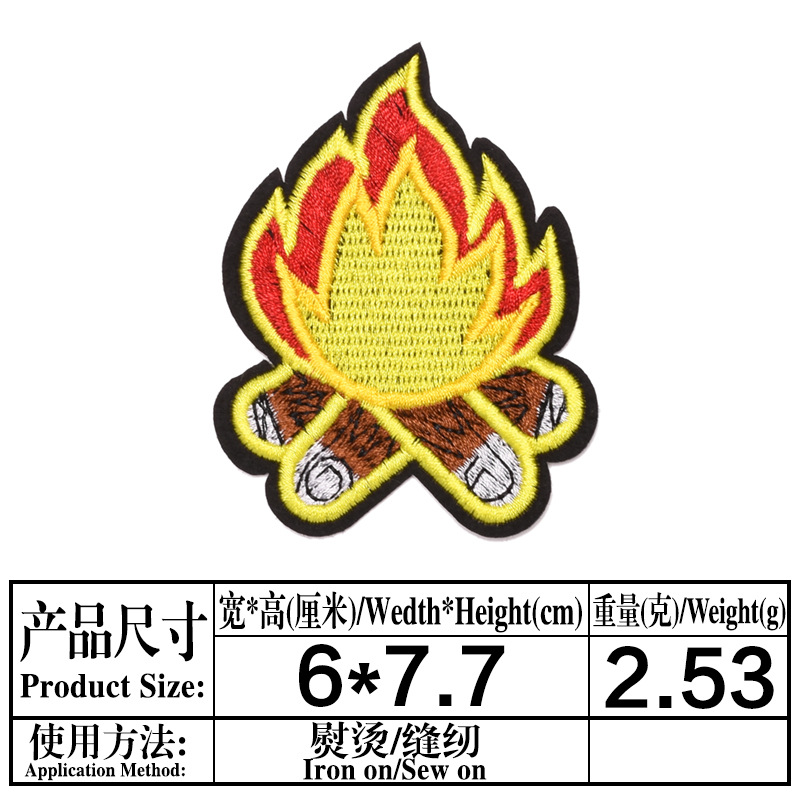 产品尺寸
Product Size:
宽*高(厘米)/Wedth*Height(cm)
重量(克)/Weight(g)
6*7.7
2.53
使用方法:
Application Method:
熨烫/缝纫
Iron on/Sew on